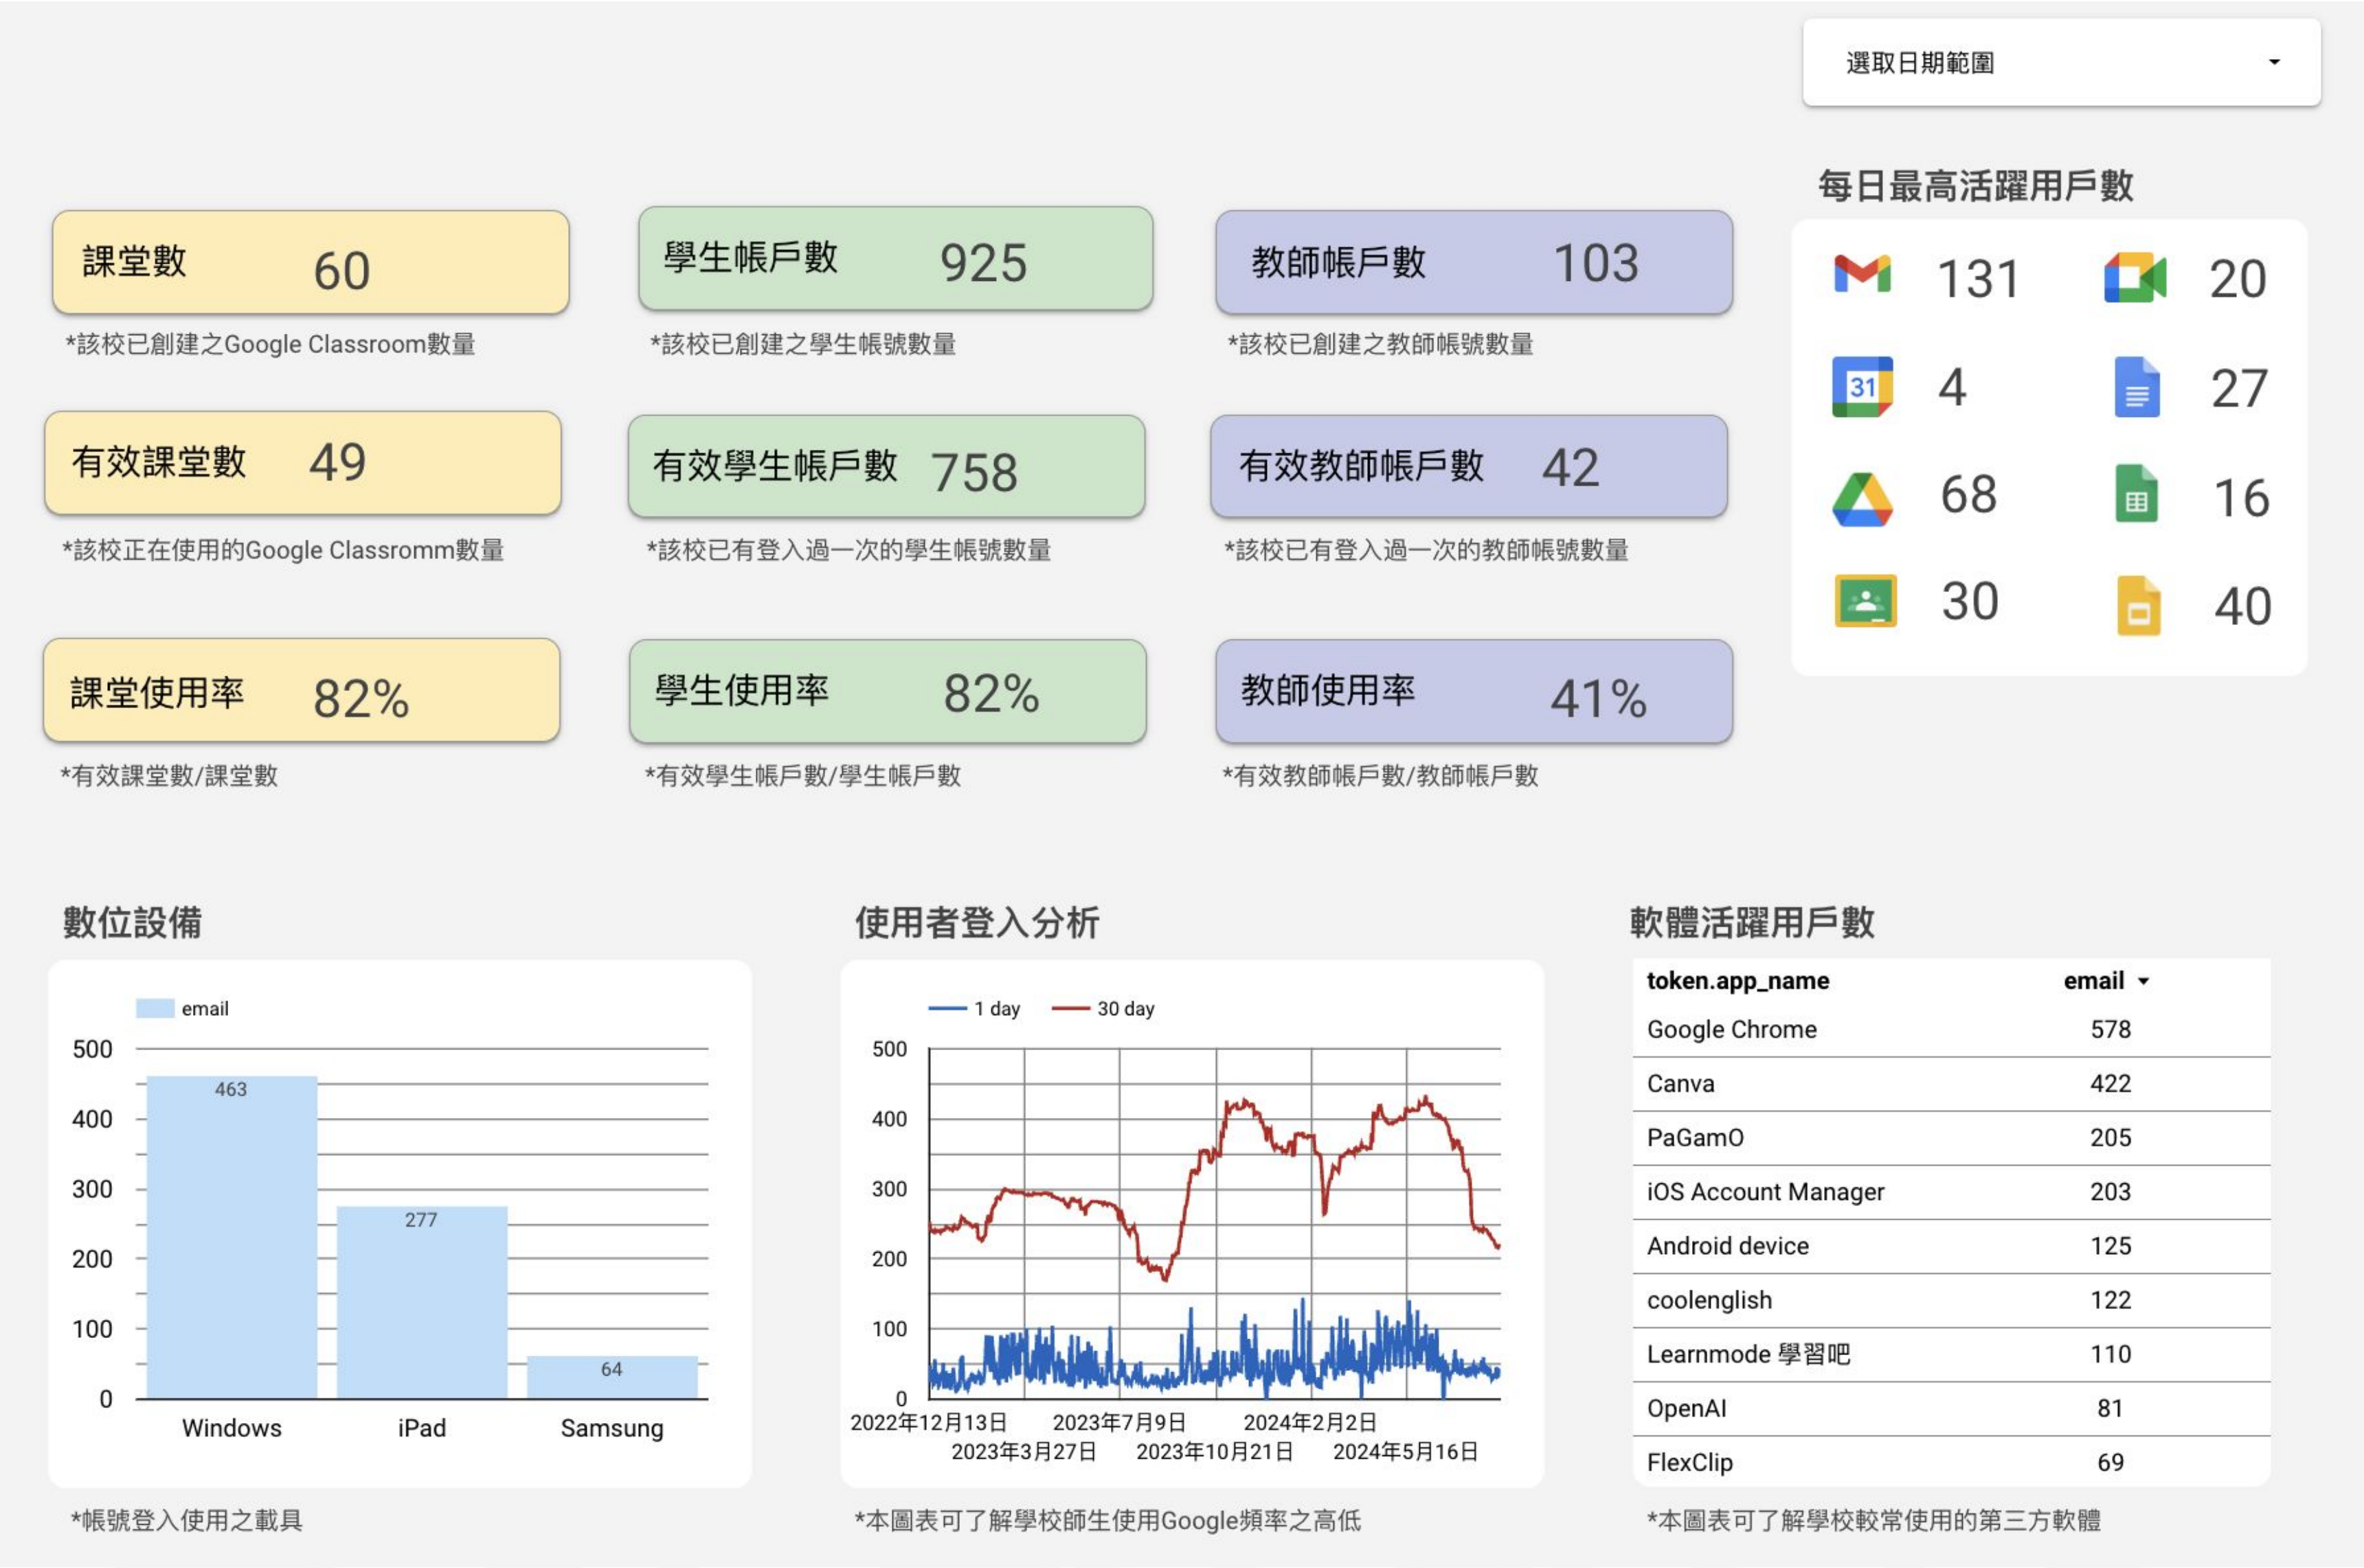 選取日期範圍
每日最高活躍用戶數
課堂數 60
學生帳戶數 925
教師帳戶數 103
*該校已創建之Google Classroom數量
*該校已創建之學生帳號數量
*該校已創建之教師帳號數量
有效課堂數 49
有效學生帳戶數 758
有效教師帳戶數 42
*該校正在使用的Google Classromm數量
*該校已有登入過一次的學生帳號數量
*該校已有登入過一次的教師帳號數量
課堂使用率 82%
學生使用率 82%
教師使用率 41%
*有效課堂數/課堂數
*有效學生帳戶數/學生帳戶數
*有效教師帳戶數/教師帳戶數
131 20
31 4 27
68 16
30 40
數位設備
email
500
400
300
200
100
0
463
277
64
Windows iPad Samsung
*帳號登入使用之載具
使用者登入分析
1 day 30 day
500
400
300
200
100
0
2022年12月13日 2023年7月9日 2024年2月2日
2023年3月27日 2023年10月21日 2024年5月16日
*本圖表可了解學校師生使用Google頻率之高低
軟體活躍用戶數
token.app_name email
Google Chrome 578
Canva 422
PaGamO 205
iOS Account Manager 203
Android device 125
coolenglish 122
Learnmode 學習吧 110
OpenAI 81
FlexClip 69
*本圖表可了解學校較常使用的第三方軟體